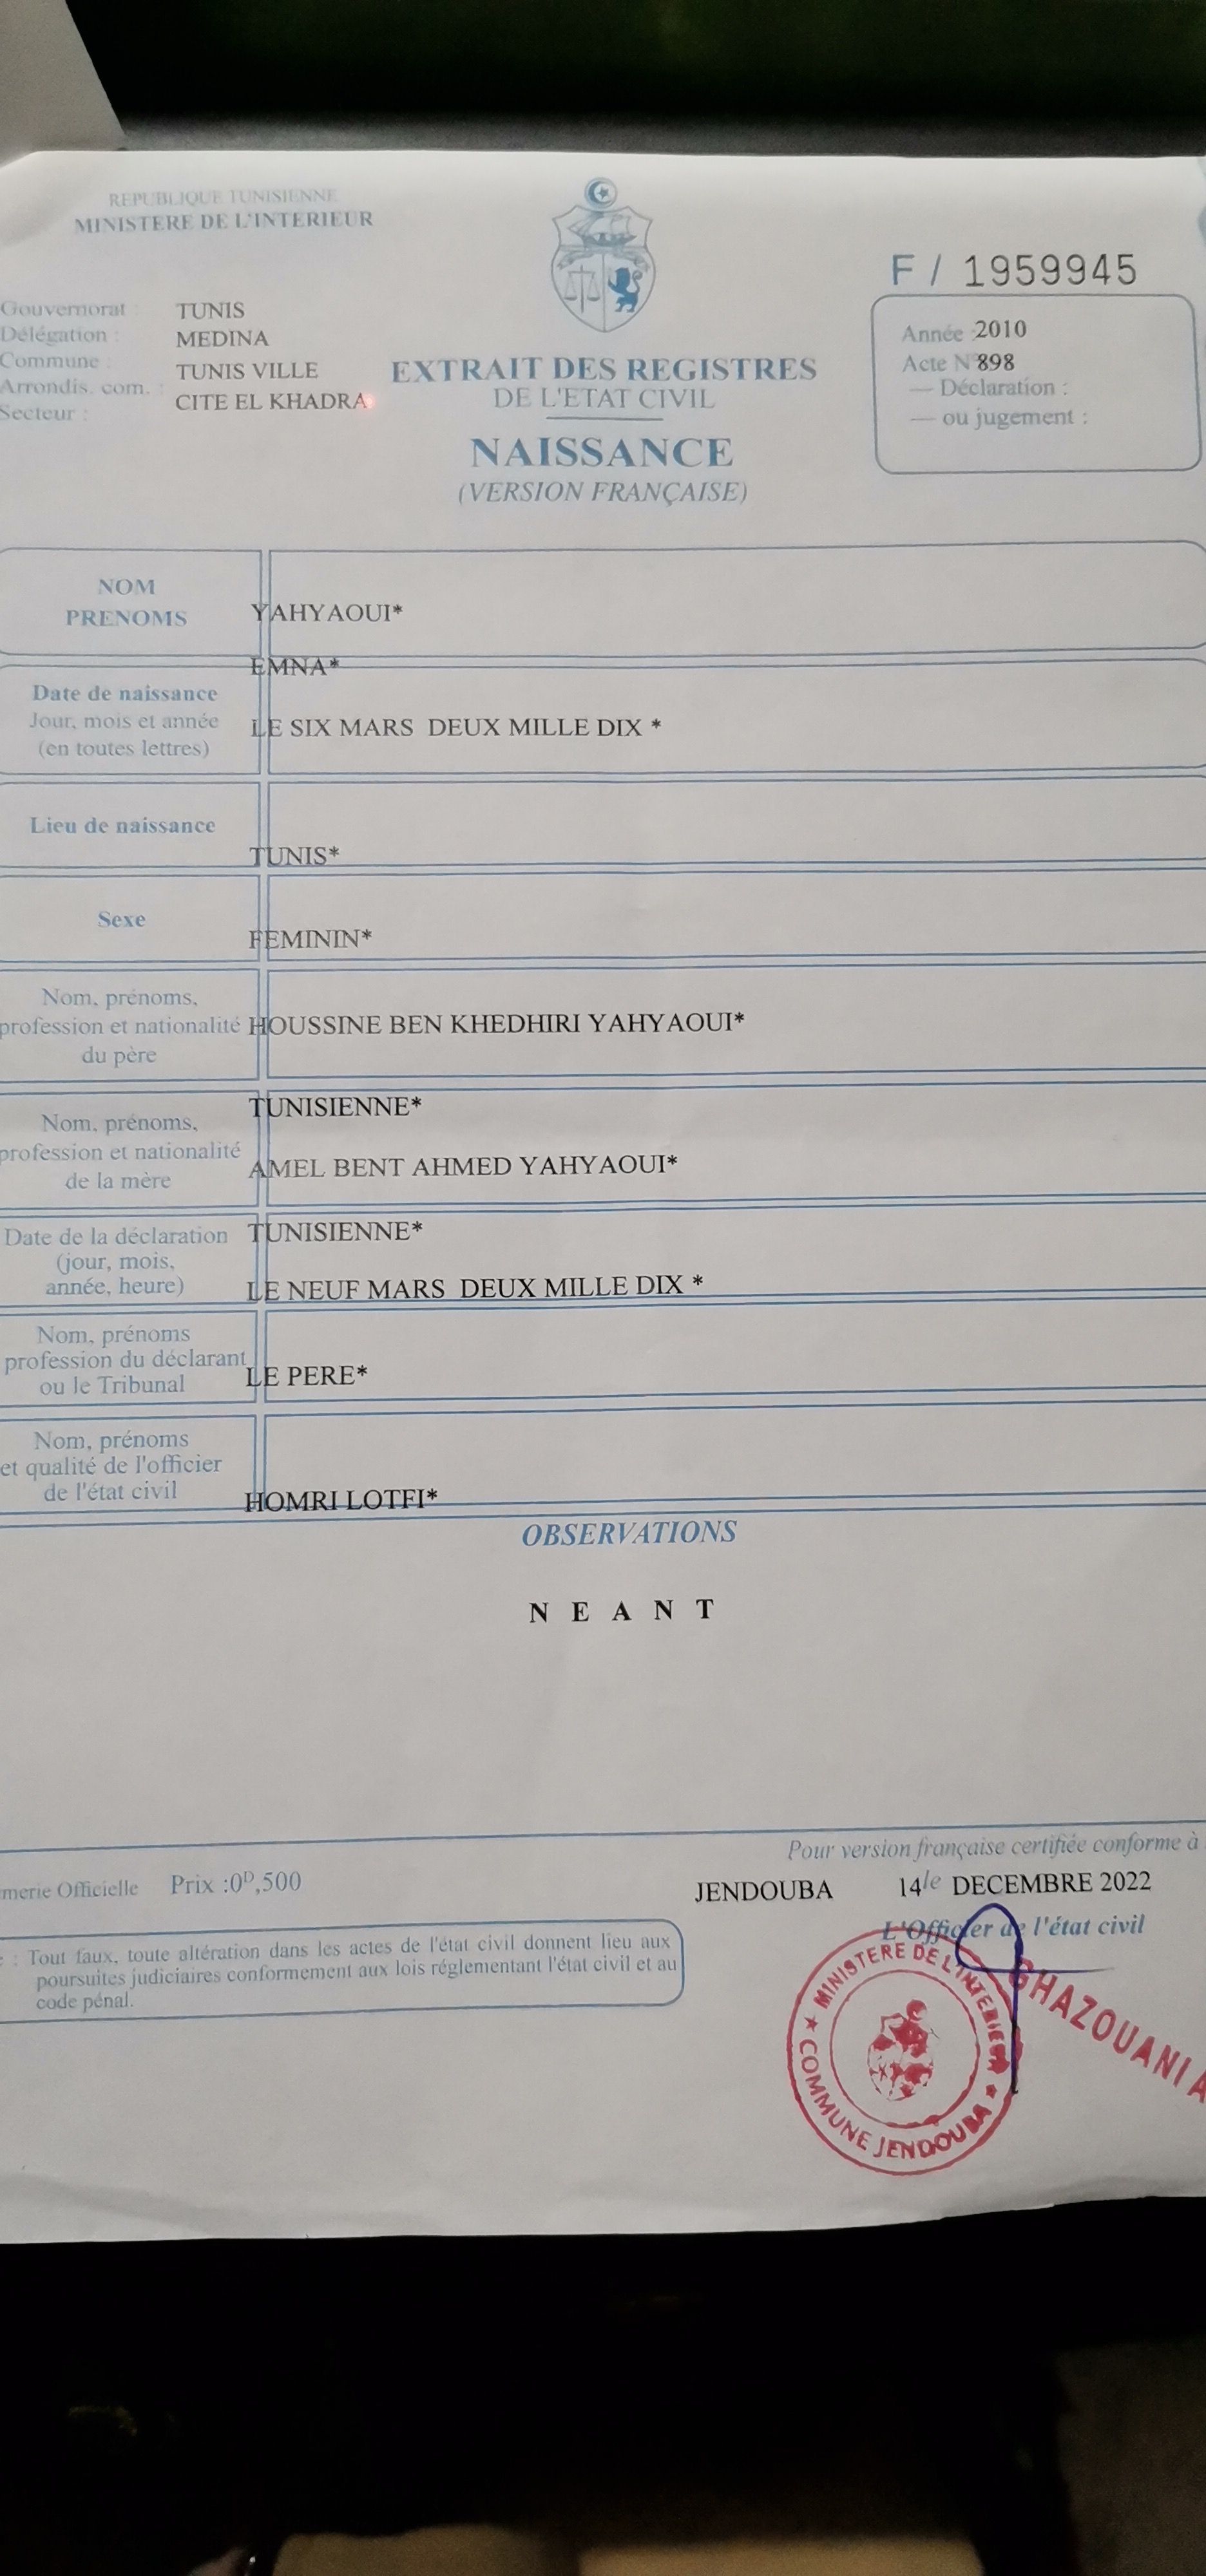 REPUBLIQUE TUNISIENNE
MINISTERE DE L'INTERIEUR
F / 1959945
Gouvernorat : TUNIS
Délégation : MEDINA
Commune : TUNIS VILLE
Arrondis. com. : CITE EL KHADRA
Secteur :
Année : 2010
Acte N° 898
— Déclaration :
— ou jugement :
EXTRAIT DES REGISTRES
DE L'ETAT CIVIL
NAISSANCE
(VERSION FRANÇAISE)
NOM
PRENOMS
YAHYAOUI*
EMNA*
Date de naissance
Jour, mois et année
(en toutes lettres)
LE SIX MARS DEUX MILLE DIX *
Lieu de naissance
TUNIS*
Sexe
FEMININ*
Nom, prénoms,
profession et nationalité
du père
HOUSSINE BEN KHEDHIRI YAHYAOUI*
TUNISIENNE*
Nom, prénoms,
profession et nationalité
de la mère
AMEL BENT AHMED YAHYAOUI*
TUNISIENNE*
Date de la déclaration
(jour, mois,
année, heure)
LE NEUF MARS DEUX MILLE DIX *
Nom, prénoms
profession du déclarant
ou le Tribunal
LE PERE*
Nom, prénoms
et qualité de l'officier
de l'état civil
HOMRI LOTFI*
OBSERVATIONS
N E A N T
Pour version française certifiée conforme à
merie Officielle Prix :0ᴰ,500
JENDOUBA 14 le DECEMBRE 2022
L'Officier de l'état civil
: Tout faux, toute altération dans les actes de l'état civil donnent lieu aux
poursuites judiciaires conformement aux lois réglementant l'état civil et au
code pénal.
★ MINISTERE DE L'INTERIEUR ★
COMMUNE JENDOUBA
GHAZOUANI A